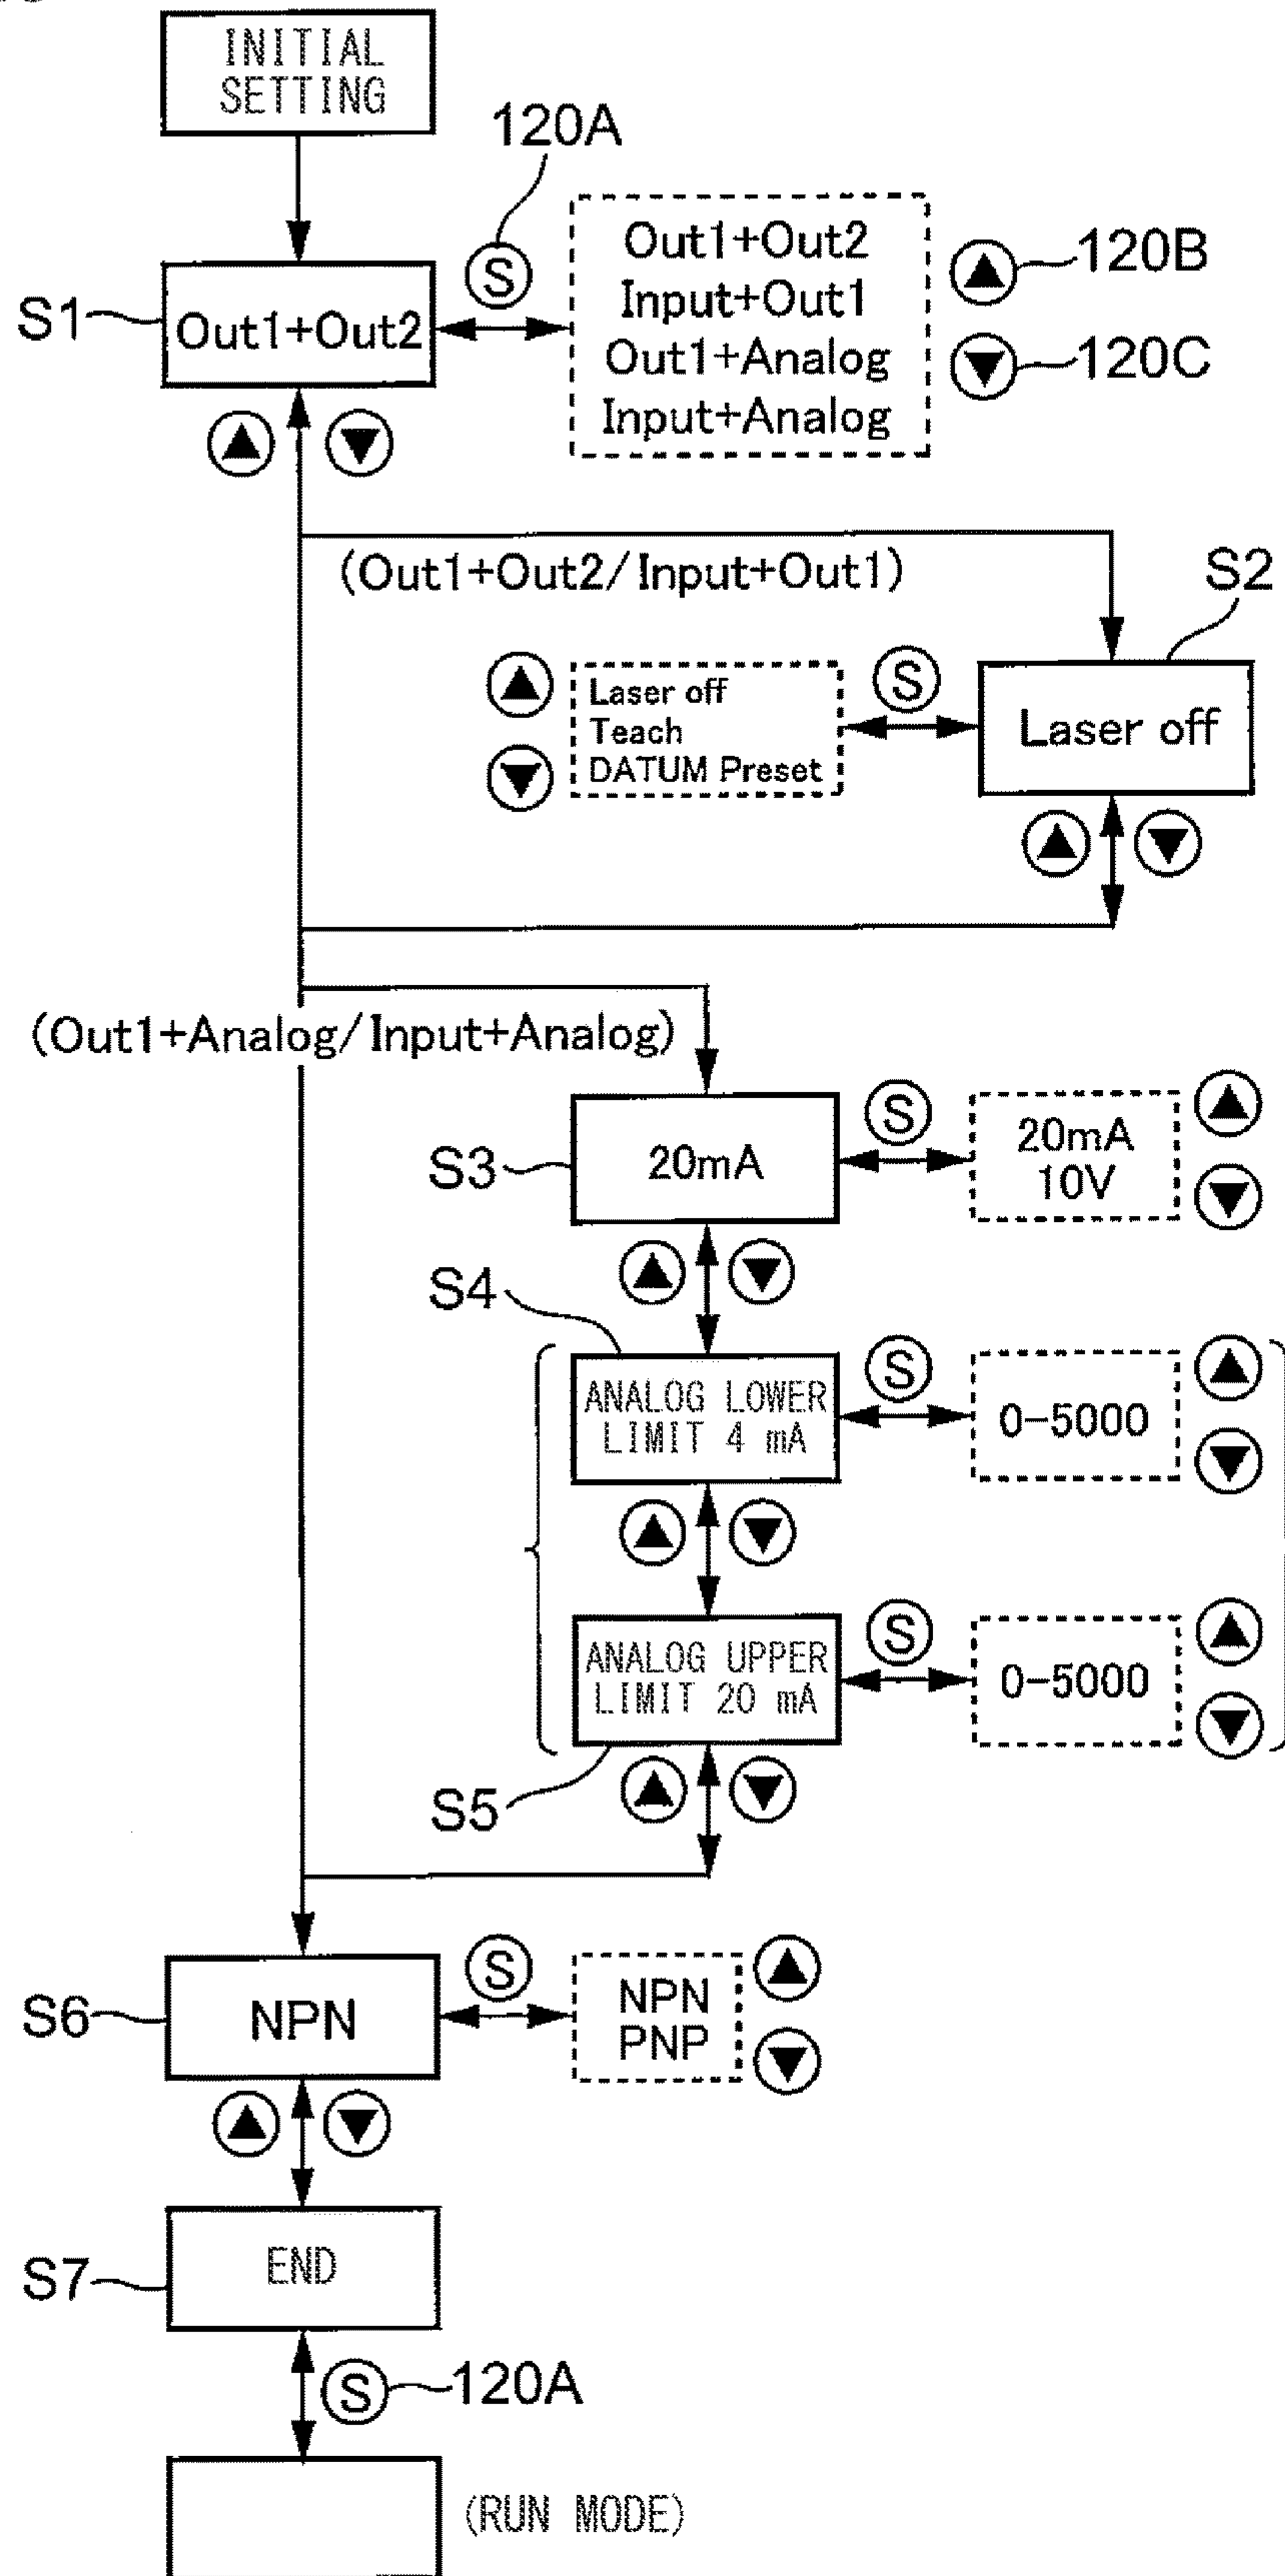 INITIAL
SETTING
120A
S
Out1+Out2
Input+Out1
Out1+Analog
Input+Analog
120B
120C
S1
Out1+Out2
(Out1+Out2/Input+Out1)
S2
Laser off
Teach
DATUM Preset
S
Laser off
(Out1+Analog/Input+Analog)
S3
20mA
S
20mA
10V
S4
ANALOG LOWER
LIMIT 4 mA
S
0-5000
ANALOG UPPER
LIMIT 20 mA
S
0-5000
S5
S6
NPN
S
NPN
PNP
S7
END
S
120A
(RUN MODE)